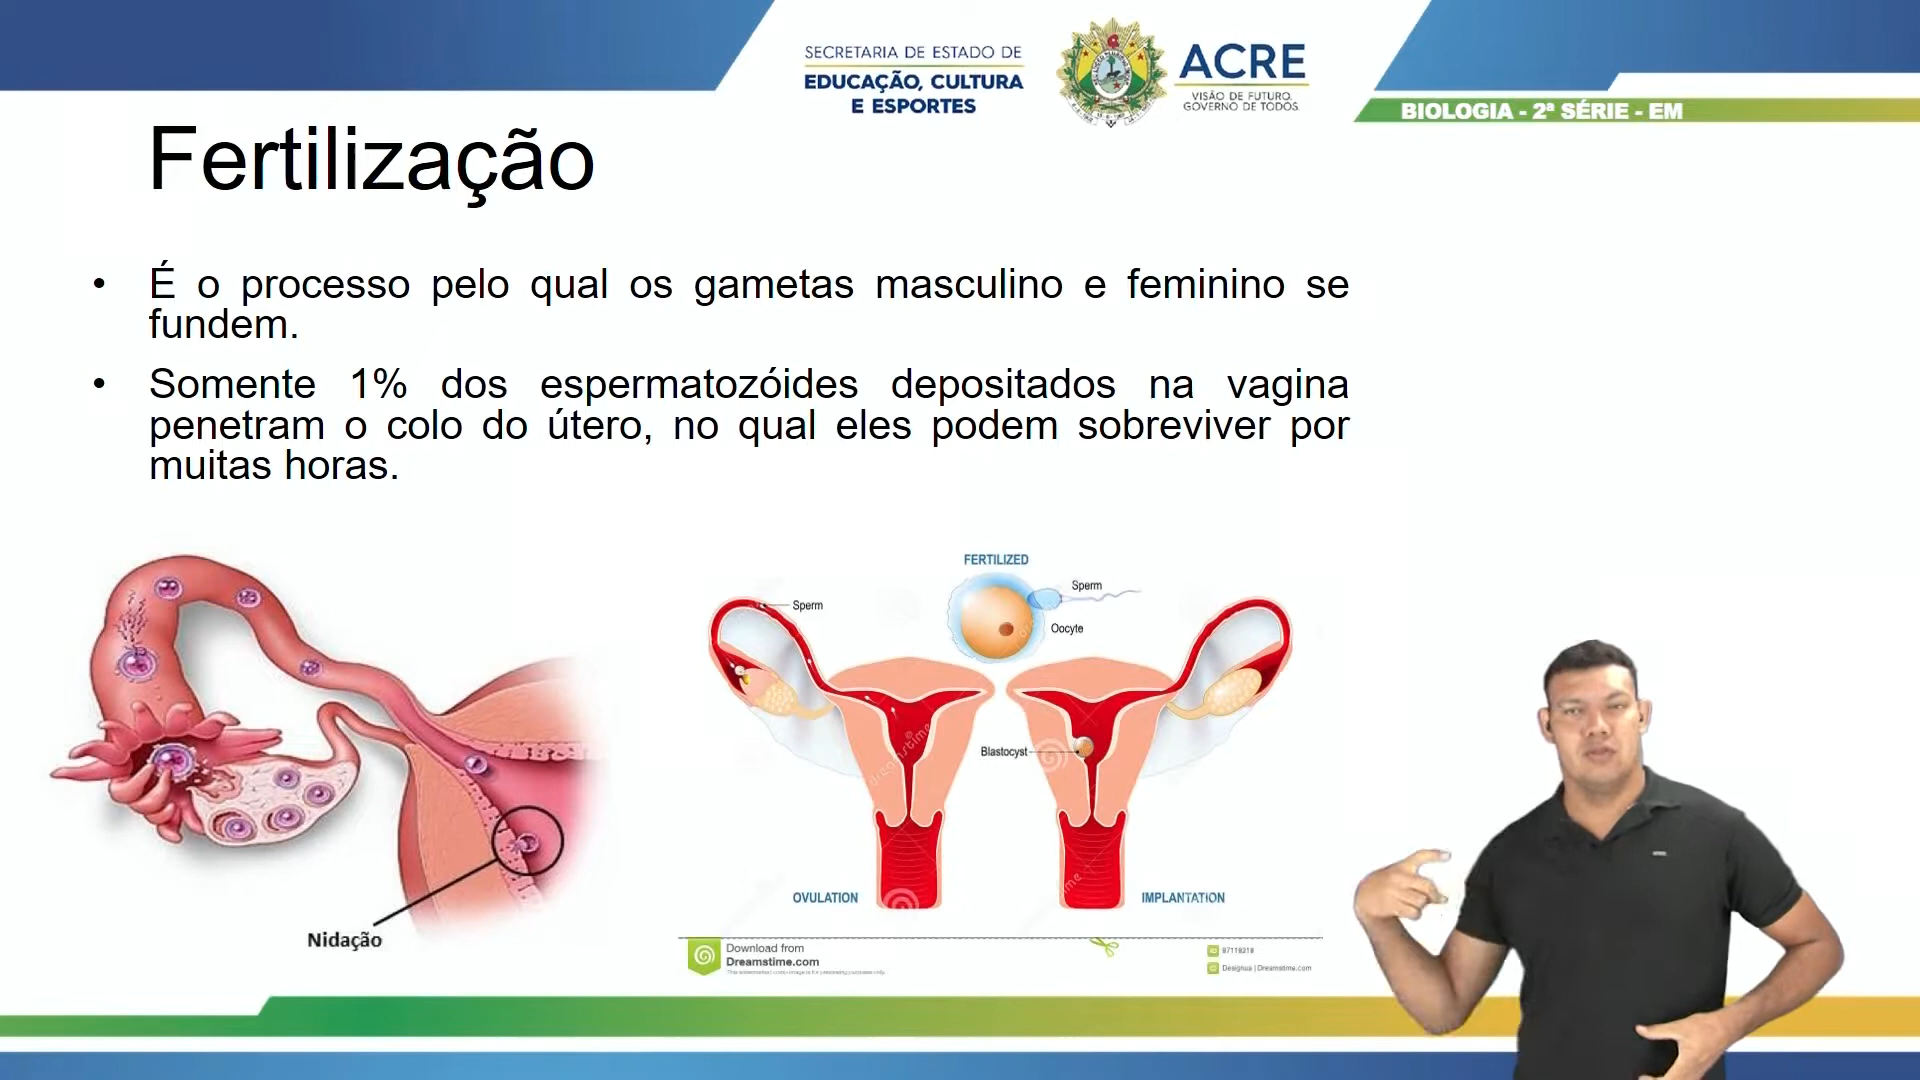 SECRETARIA DE ESTADO DE
EDUCAÇÃO, CULTURA
E ESPORTES
ACRE
VISÃO DE FUTURO.
GOVERNO DE TODOS.
BIOLOGIA - 2ª SÉRIE - EM
Fertilização
• É o processo pelo qual os gametas masculino e feminino se
fundem.
• Somente 1% dos espermatozóides depositados na vagina
penetram o colo do útero, no qual eles podem sobreviver por
muitas horas.
FERTILIZED
Sperm
Sperm
Oocyte
Blastocyst
OVULATION
IMPLANTATION
Nidação
Download from
Dreamstime.com
97119219
Designua | Dreamstime.com